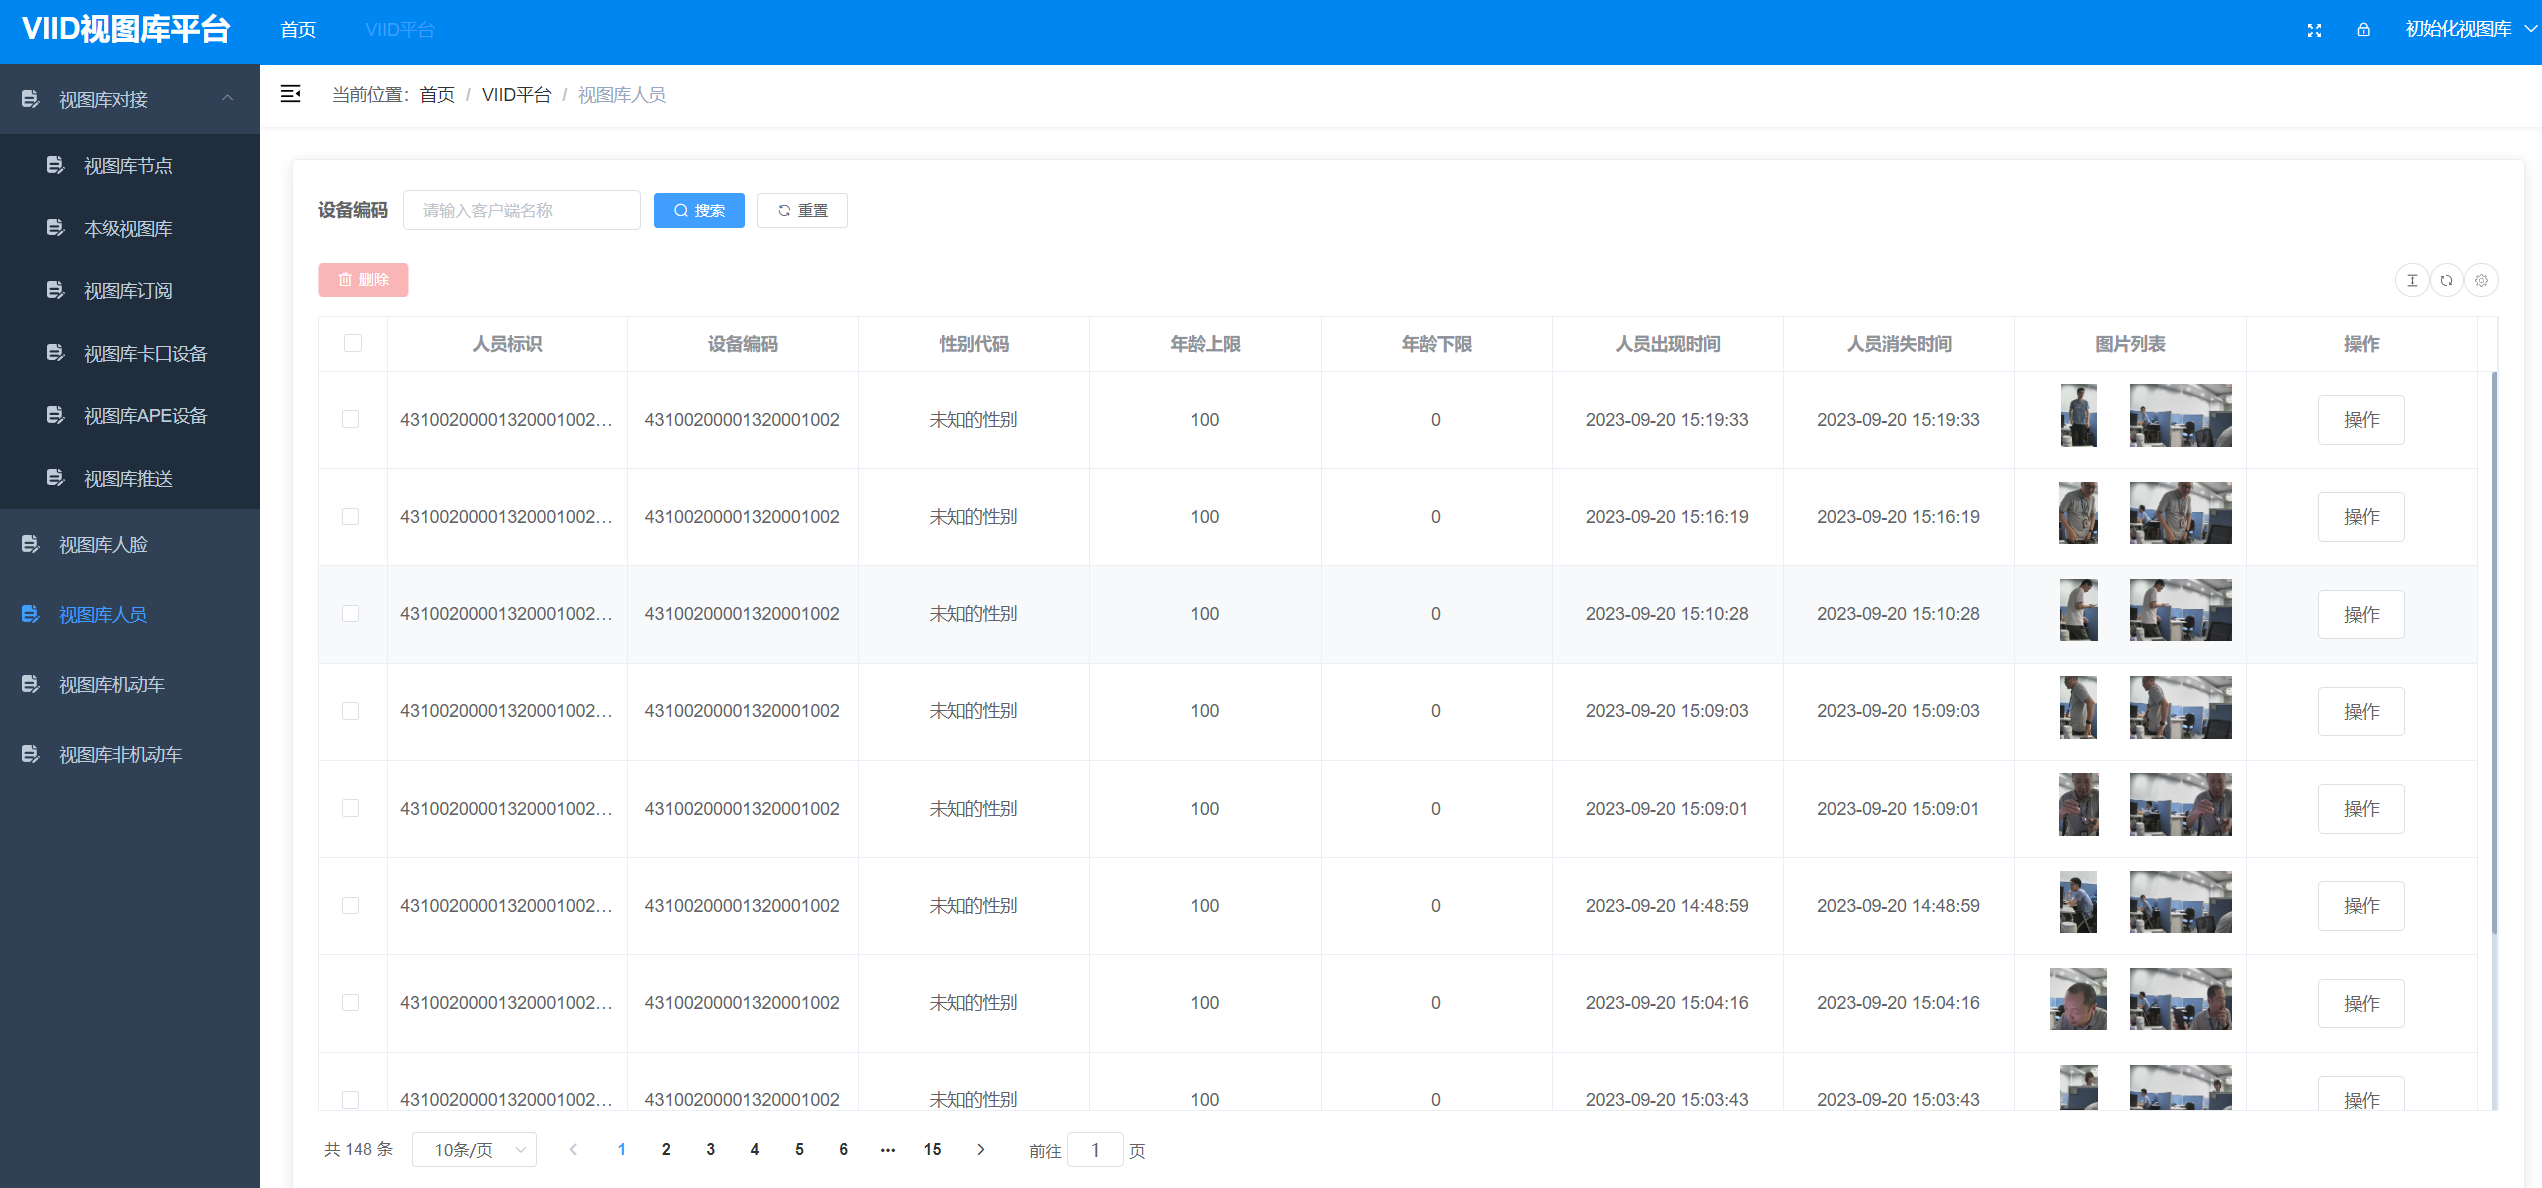 VIID视图库平台 首页 VIID平台 初始化视图库
视图库对接
当前位置：首页 / VIID平台 / 视图库人员
视图库节点
本级视图库
视图库订阅
视图库卡口设备
视图库APE设备
视图库推送
视图库人脸
视图库人员
视图库机动车
视图库非机动车
设备编码 请输入客户端名称 搜索 重置
删除
人员标识 设备编码 性别代码 年龄上限 年龄下限 人员出现时间 人员消失时间 图片列表 操作
43100200001320001002... 43100200001320001002 未知的性别 100 0 2023-09-20 15:19:33 2023-09-20 15:19:33 操作
43100200001320001002... 43100200001320001002 未知的性别 100 0 2023-09-20 15:16:19 2023-09-20 15:16:19 操作
43100200001320001002... 43100200001320001002 未知的性别 100 0 2023-09-20 15:10:28 2023-09-20 15:10:28 操作
43100200001320001002... 43100200001320001002 未知的性别 100 0 2023-09-20 15:09:03 2023-09-20 15:09:03 操作
43100200001320001002... 43100200001320001002 未知的性别 100 0 2023-09-20 15:09:01 2023-09-20 15:09:01 操作
43100200001320001002... 43100200001320001002 未知的性别 100 0 2023-09-20 14:48:59 2023-09-20 14:48:59 操作
43100200001320001002... 43100200001320001002 未知的性别 100 0 2023-09-20 15:04:16 2023-09-20 15:04:16 操作
43100200001320001002... 43100200001320001002 未知的性别 100 0 2023-09-20 15:03:43 2023-09-20 15:03:43 操作
共 148 条 10条/页 1 2 3 4 5 6 ... 15 前往 1 页